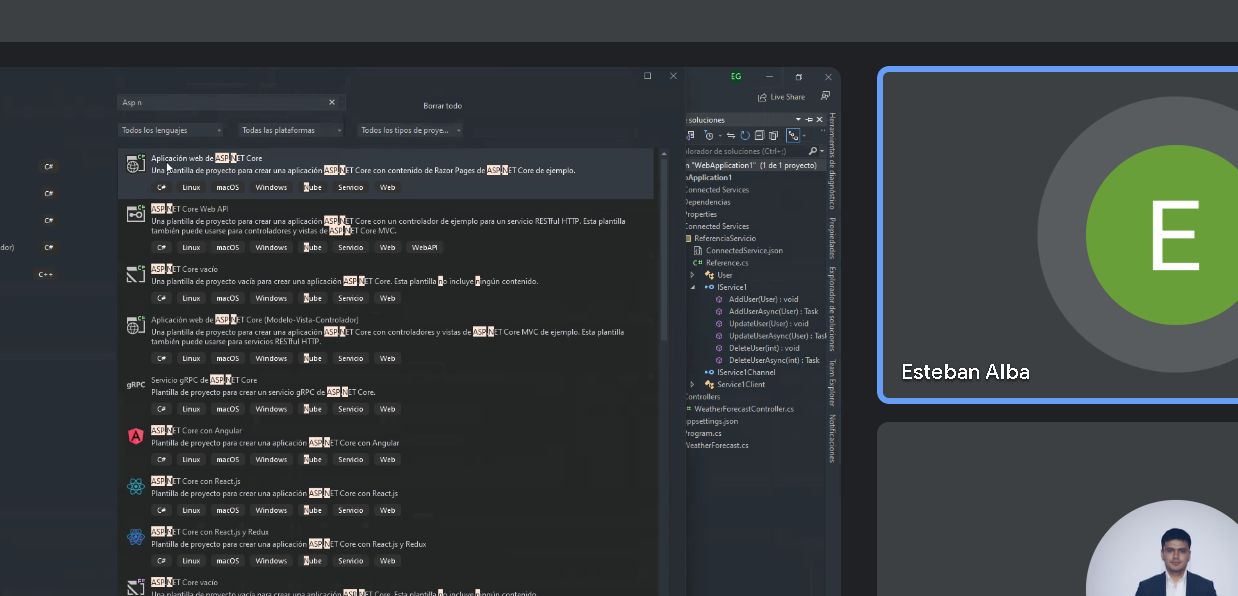 Asp n
Borrar todo
Todos los lenguajes
Todas las plataformas
Todos los tipos de proye...
C#
C#
C#
dor)
C#
C++
Aplicación web de ASP.NET Core
Una plantilla de proyecto para crear una aplicación ASP.NET Core con contenido de Razor Pages de ASP.NET Core de ejemplo.
C# Linux macOS Windows Nube Servicio Web
ASP.NET Core Web API
Una plantilla de proyecto para crear una aplicación ASP.NET Core con un controlador de ejemplo para un servicio RESTful HTTP. Esta plantilla
también puede usarse para controladores y vistas de ASP.NET Core MVC.
C# Linux macOS Windows Nube Servicio Web WebAPI
ASP.NET Core vacío
Una plantilla de proyecto vacía para crear una aplicación ASP.NET Core. Esta plantilla no incluye ningún contenido.
C# Linux macOS Windows Nube Servicio Web
Aplicación web de ASP.NET Core (Modelo-Vista-Controlador)
Una plantilla de proyecto para crear una aplicación ASP.NET Core con controladores y vistas de ASP.NET Core MVC de ejemplo. Esta plantilla
también puede usarse para servicios RESTful HTTP.
C# Linux macOS Windows Nube Servicio Web
gRPC
Servicio gRPC de ASP.NET Core
Plantilla de proyecto para crear un servicio gRPC de ASP.NET Core.
C# Linux macOS Windows Nube Servicio Web
ASP.NET Core con Angular
Plantilla de proyecto para crear una aplicación ASP.NET Core con Angular
C# Linux macOS Windows Nube Servicio Web
ASP.NET Core con React.js
Plantilla de proyecto para crear una aplicación ASP.NET Core con React.js
C# Linux macOS Windows Nube Servicio Web
ASP.NET Core con React.js y Redux
Plantilla de proyecto para crear una aplicación ASP.NET Core con React.js y Redux
C# Linux macOS Windows Nube Servicio Web
ASP.NET Core vacío
Una plantilla de proyecto vacía para crear una aplicación ASP.NET Core. Esta plantilla no incluye ningún contenido.
EG
Live Share
soluciones
lorador de soluciones (Ctrl+;)
n "WebApplication1" (1 de 1 proyecto)
bApplication1
Connected Services
Dependencias
Properties
Connected Services
ReferenciaServicio
ConnectedService.json
C# Reference.cs
User
IService1
AddUser(User) : void
AddUserAsync(User) : Task
UpdateUser(User) : void
UpdateUserAsync(User) : Task
DeleteUser(int) : void
DeleteUserAsync(int) : Task
IService1Channel
Service1Client
Controllers
WeatherForecastController.cs
appsettings.json
Program.cs
WeatherForecast.cs
Herramientas de diagnóstico
Propiedades
Explorador de soluciones
Team Explorer
Notificaciones
E
Esteban Alba